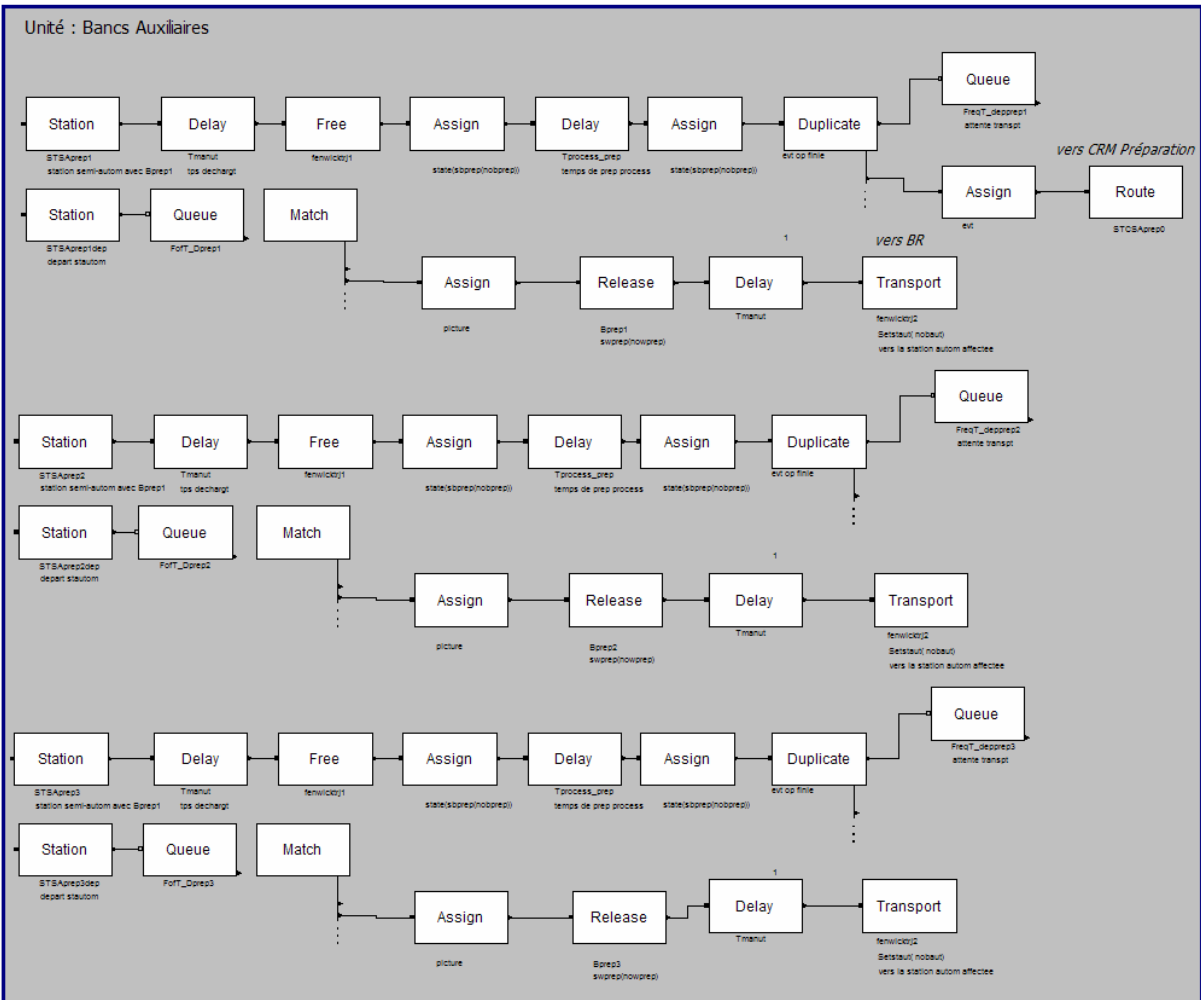 Unité : Bancs Auxiliaires
Queue
FreqT_depprep1
attente transpt
Station
Delay
Free
Assign
Delay
Assign
Duplicate
STSAprep1
station semi-autom avec Bprep1
Tmanut
tps dechargt
fenwicktrj1
state(sbprep(nobprep))
Tprocess_prep
temps de prep process
state(sbprep(nobprep))
evt op finie
vers CRM Préparation
Assign
Route
evt
STCSAprep0
Station
Queue
Match
STSAprep1dep
depart stautom
FofT_Dprep1
1
vers BR
Assign
Release
Delay
Transport
picture
Bprep1
swprep(nowprep)
Tmanut
fenwicktrj2
Setstaut( nobaut)
vers la station autom affectee
Queue
FreqT_depprep2
attente transpt
Station
Delay
Free
Assign
Delay
Assign
Duplicate
STSAprep2
station semi-autom avec Bprep1
Tmanut
tps dechargt
fenwicktrj1
state(sbprep(nobprep))
Tprocess_prep
temps de prep process
state(sbprep(nobprep))
evt op finie
Station
Queue
Match
STSAprep2dep
depart stautom
FofT_Dprep2
1
Assign
Release
Delay
Transport
picture
Bprep2
swprep(nowprep)
Tmanut
fenwicktrj2
Setstaut( nobaut)
vers la station autom affectee
Queue
FreqT_depprep3
attente transpt
Station
Delay
Free
Assign
Delay
Assign
Duplicate
STSAprep3
station semi-autom avec Bprep1
Tmanut
tps dechargt
fenwicktrj1
state(sbprep(nobprep))
Tprocess_prep
temps de prep process
state(sbprep(nobprep))
evt op finie
Station
Queue
Match
STSAprep3dep
depart stautom
FofT_Dprep3
1
Assign
Release
Delay
Transport
picture
Bprep3
swprep(nowprep)
Tmanut
fenwicktrj2
Setstaut( nobaut)
vers la station autom affectee